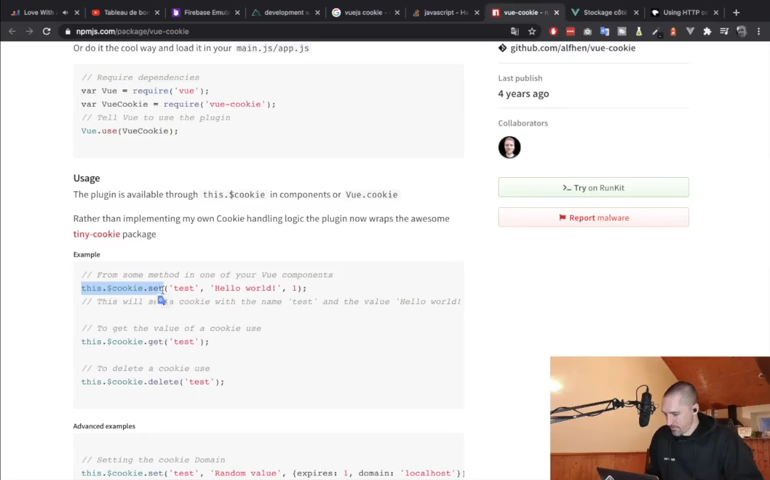 Love With
Tableau de bor
Firebase Emul
development v
vuejs cookie -
javascript - H
vue-cookie - n
Stockage côté
Using HTTP co
npmjs.com/package/vue-cookie
Or do it the cool way and load it in your main.js/app.js
github.com/alfhen/vue-cookie
// Require dependencies
var Vue = require('vue');
var VueCookie = require('vue-cookie');
// Tell Vue to use the plugin
Vue.use(VueCookie);
Last publish
4 years ago
Collaborators
Usage
The plugin is available through this.$cookie in components or Vue.cookie
Rather than implementing my own Cookie handling logic the plugin now wraps the awesome
tiny-cookie package
Try on RunKit
Report malware
Example
// From some method in one of your Vue components
this.$cookie.set('test', 'Hello world!', 1);
// This will set a cookie with the name 'test' and the value 'Hello world!
// To get the value of a cookie use
this.$cookie.get('test');
// To delete a cookie use
this.$cookie.delete('test');
Advanced examples
// Setting the cookie Domain
this.$cookie.set('test', 'Random value', {expires: 1, domain: 'localhost'}